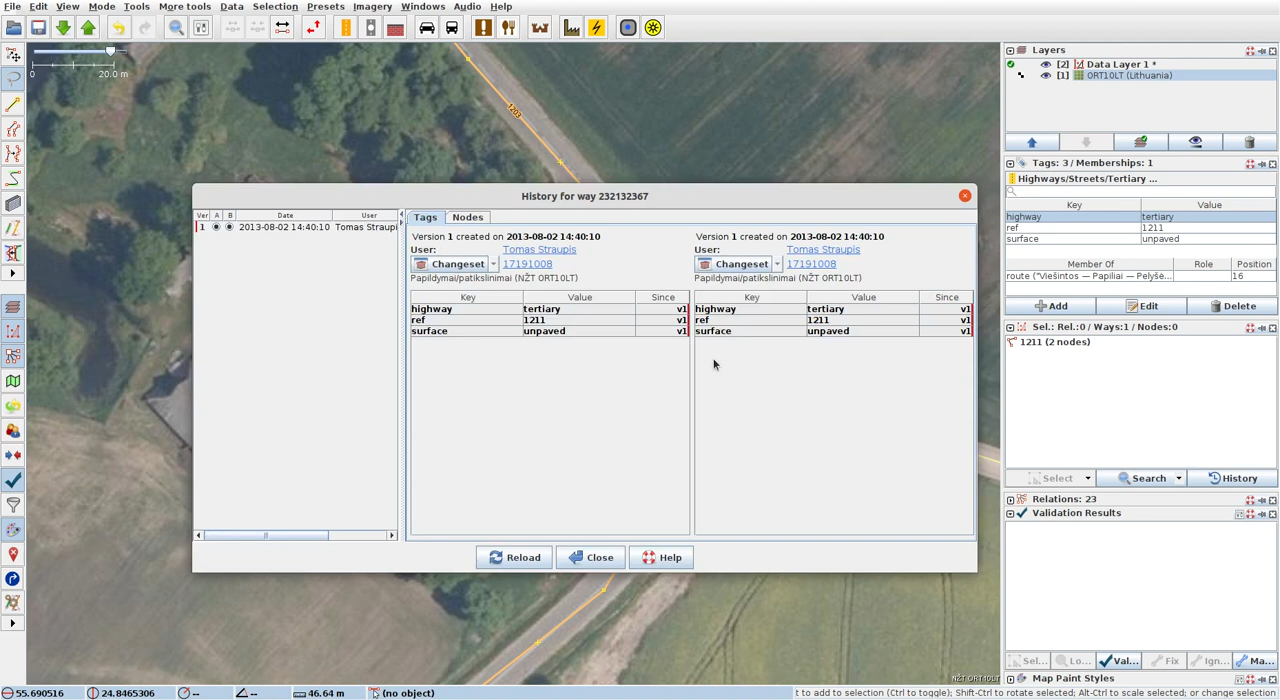 File Edit View Mode Tools More tools Data Selection Presets Imagery Windows Audio Help
0 20.0 m
1203
Layers
[2] Data Layer 1 *
[1] ORT10LT (Lithuania)
Tags: 3 / Memberships: 1
Highways/Streets/Tertiary ...
Key Value
highway tertiary
ref 1211
surface unpaved
Member Of Role Position
route ("Viešintos — Papiliai — Pelyše... 16
Add Edit Delete
Sel.: Rel.:0 / Ways:1 / Nodes:0
1211 (2 nodes)
Select Search History
Relations: 23
Validation Results
Sel... Lo... Val... Fix Ign... Ma...
Map Paint Styles
History for way 232132367
Ver A B Date User
1 2013-08-02 14:40:10 Tomas Straupi
Tags Nodes
Version 1 created on 2013-08-02 14:40:10
User: Tomas Straupis
Changeset 17191008
Papildymai/patikslinimai (NŽT ORT10LT)
Key Value Since
highway tertiary v1
ref 1211 v1
surface unpaved v1
Version 1 created on 2013-08-02 14:40:10
User: Tomas Straupis
Changeset 17191008
Papildymai/patikslinimai (NŽT ORT10LT)
Key Value Since
highway tertiary v1
ref 1211 v1
surface unpaved v1
Reload Close Help
NŽT ORT10LT
55.690516 24.8465306 -- -- 46.64 m (no object) t to add to selection (Ctrl to toggle); Shift-Ctrl to rotate selected; Alt-Ctrl to scale selected; or change selection